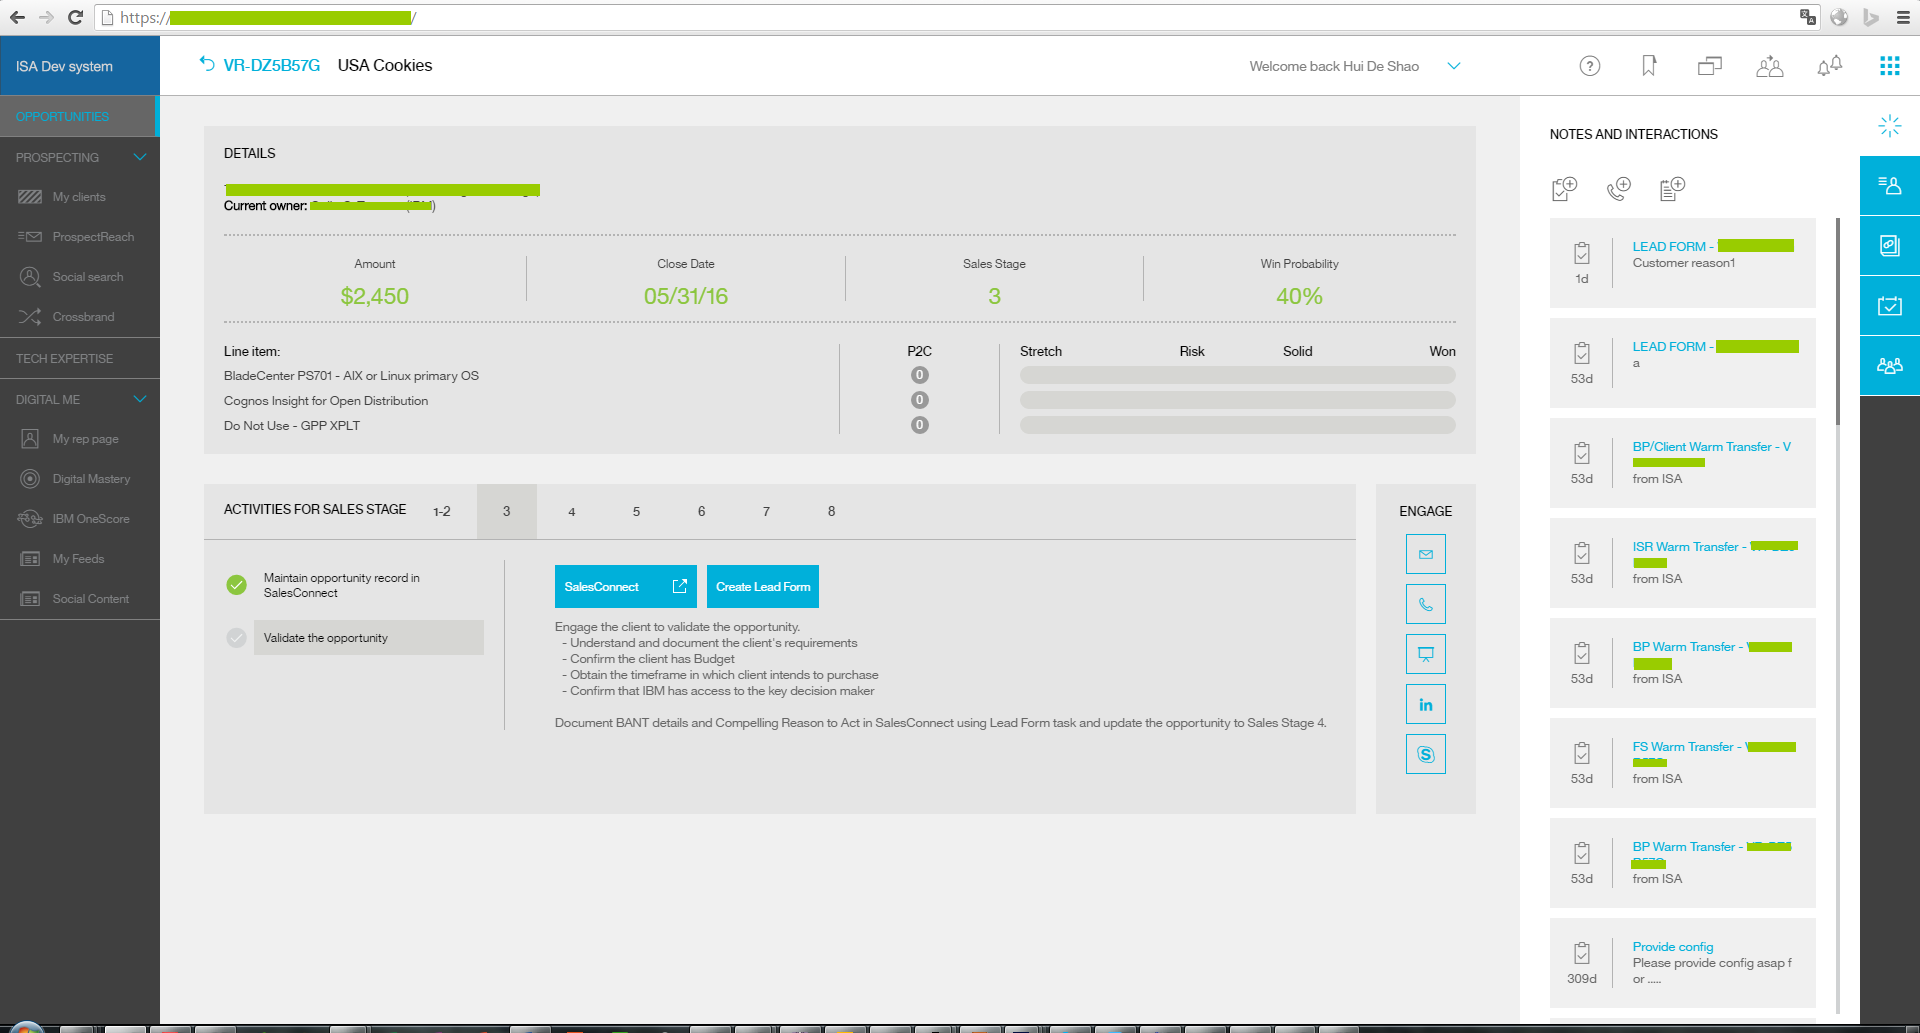 https://
/
ISA Dev system
VR-DZ5B57G USA Cookies
Welcome back Hui De Shao
?
OPPORTUNITIES
PROSPECTING
My clients
ProspectReach
Social search
Crossbrand
TECH EXPERTISE
DIGITAL ME
My rep page
Digital Mastery
IBM OneScore
My Feeds
Social Content
DETAILS
Current owner:
Amount
$2,450
Close Date
05/31/16
Sales Stage
3
Win Probability
40%
Line item: P2C Stretch Risk Solid Won
BladeCenter PS701 - AIX or Linux primary OS 0
Cognos Insight for Open Distribution 0
Do Not Use - GPP XPLT 0
ACTIVITIES FOR SALES STAGE 1-2 3 4 5 6 7 8
Maintain opportunity record in
SalesConnect
Validate the opportunity
SalesConnect
Create Lead Form
Engage the client to validate the opportunity.
- Understand and document the client's requirements
- Confirm the client has Budget
- Obtain the timeframe in which client intends to purchase
- Confirm that IBM has access to the key decision maker
Document BANT details and Compelling Reason to Act in SalesConnect using Lead Form task and update the opportunity to Sales Stage 4.
ENGAGE
in
S
NOTES AND INTERACTIONS
LEAD FORM -
Customer reason1
1d
LEAD FORM -
a
53d
BP/Client Warm Transfer - V
from ISA
53d
ISR Warm Transfer -
from ISA
53d
BP Warm Transfer -
from ISA
53d
FS Warm Transfer -
from ISA
53d
BP Warm Transfer -
from ISA
53d
Provide config
Please provide config asap f
or .....
309d